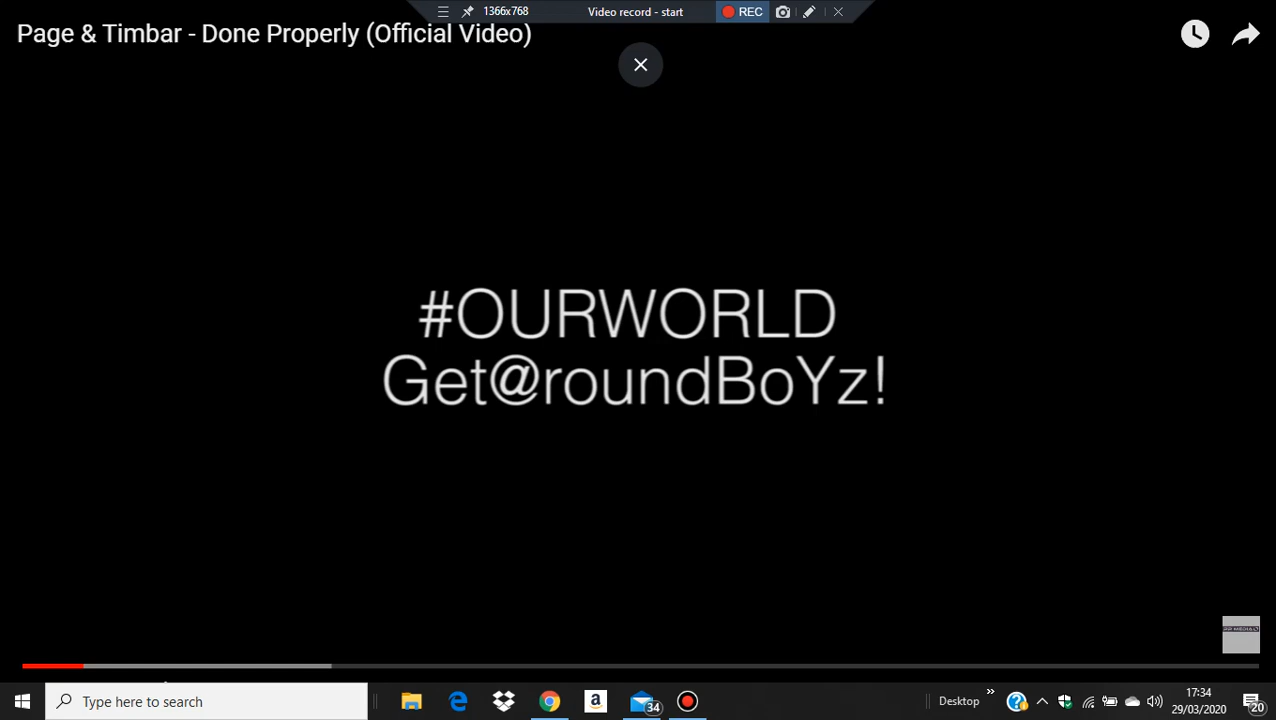 1366x768
Video record - start
REC
Page & Timbar - Done Properly (Official Video)
#OURWORLD
Get@roundBoYz!
Type here to search
a
34
Desktop
17:34
29/03/2020
20